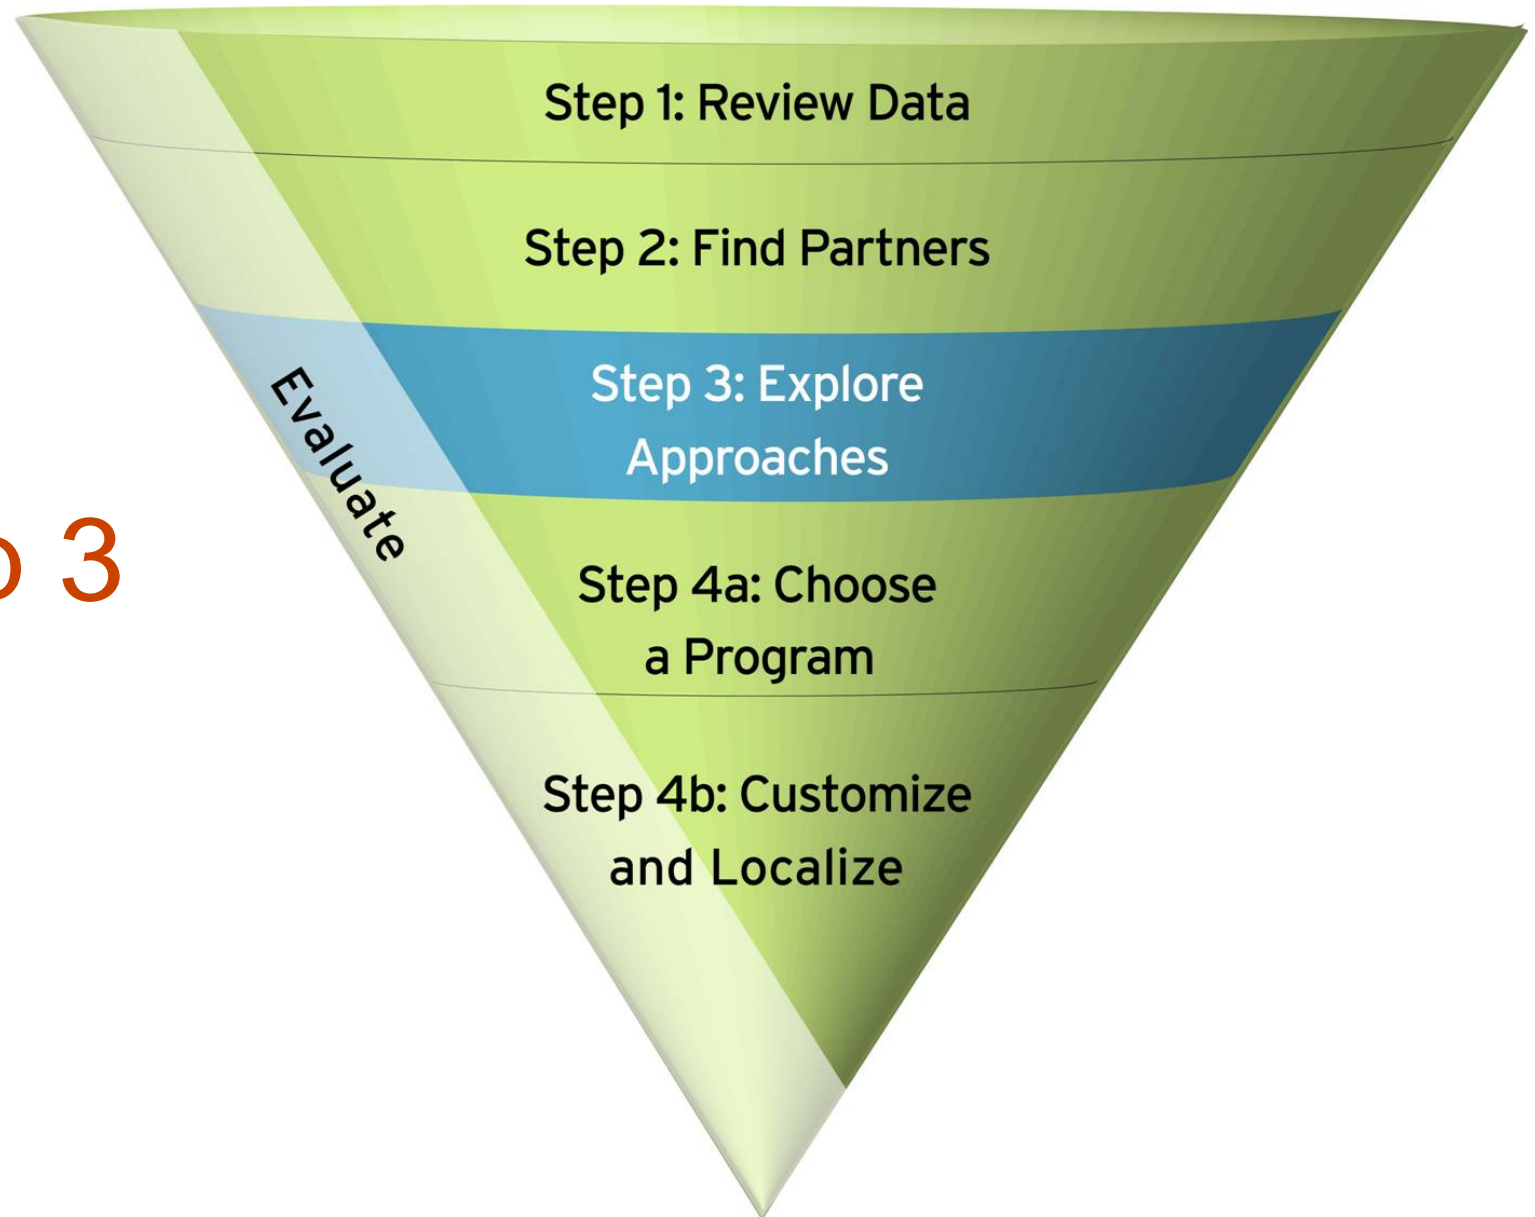 Step 1: Review Data
Step 2: Find Partners
Step 3: Explore
Approaches
Evaluate
3
Step 4a: Choose
a Program
Step 4b: Customize
and Localize